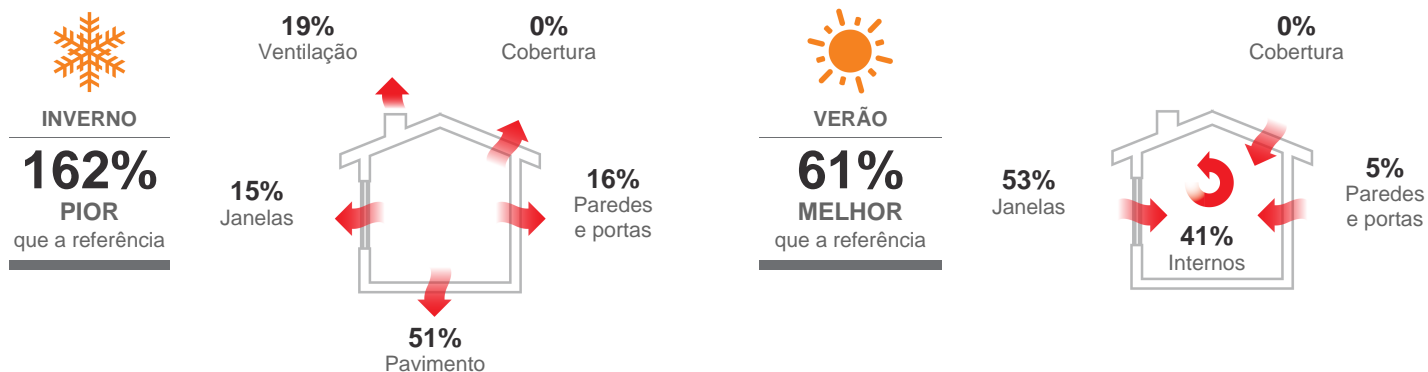 INVERNO
162%
PIOR
que a referência
19%
Ventilação
0%
Cobertura
15%
Janelas
16%
Paredes
e portas
51%
Pavimento
VERÃO
61%
MELHOR
que a referência
0%
Cobertura
53%
Janelas
5%
Paredes
e portas
41%
Internos